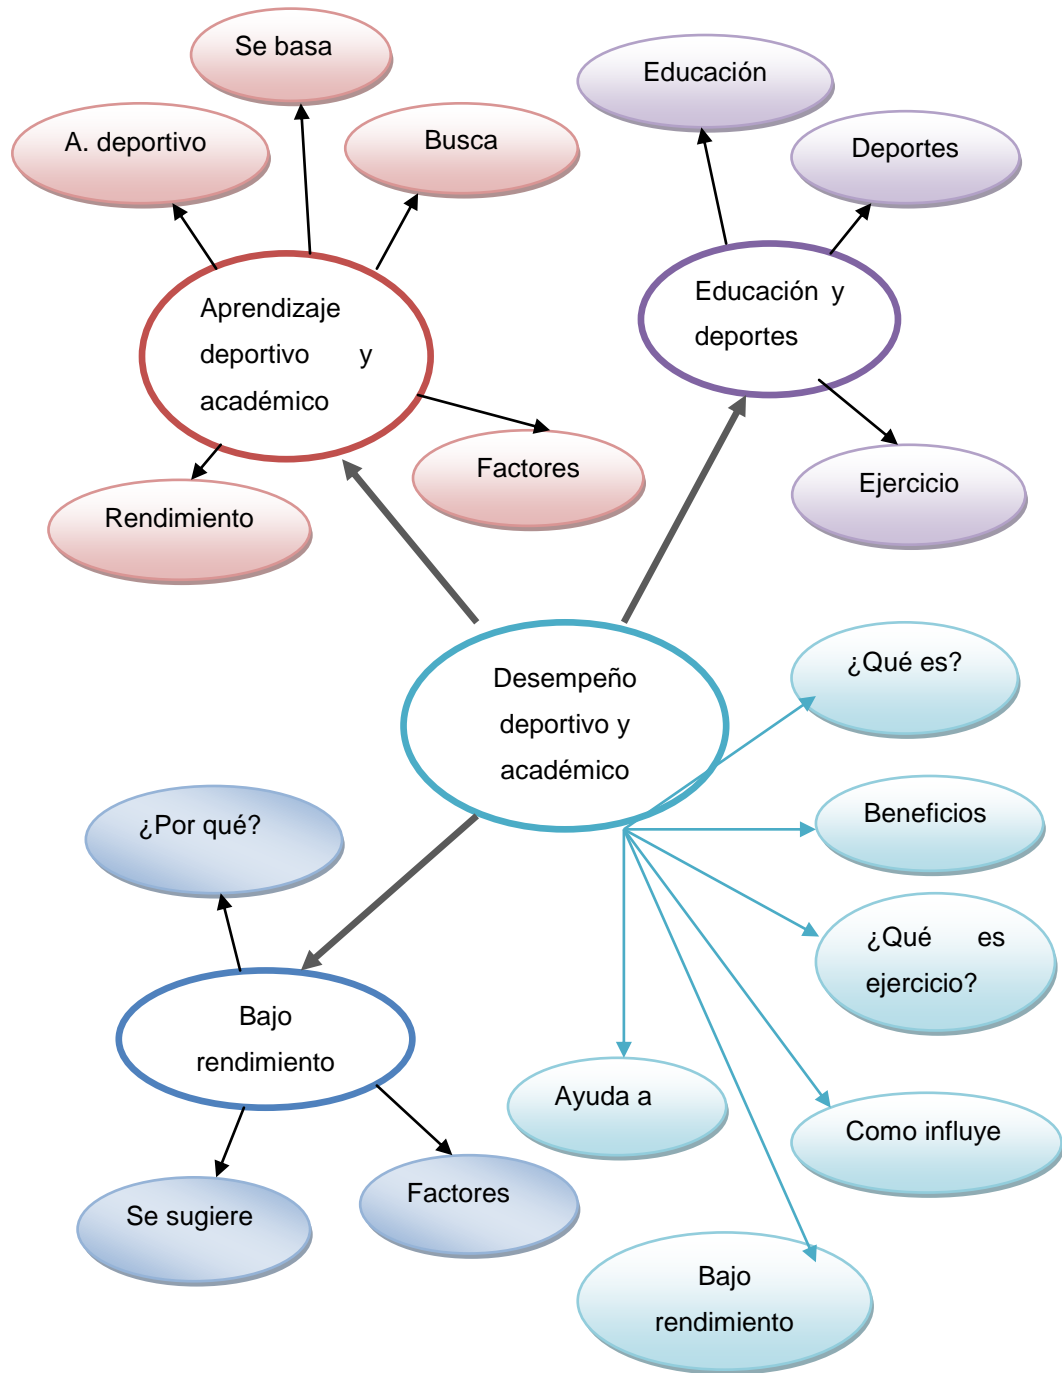 Se basa
A. deportivo
Busca
Aprendizaje
deportivo y
académico
Rendimiento
Factores
Educación
Deportes
Educación y
deportes
Ejercicio
Desempeño
deportivo y
académico
¿Qué es?
Beneficios
¿Qué es
ejercicio?
Como influye
Ayuda a
Bajo
rendimiento
¿Por qué?
Bajo
rendimiento
Se sugiere
Factores